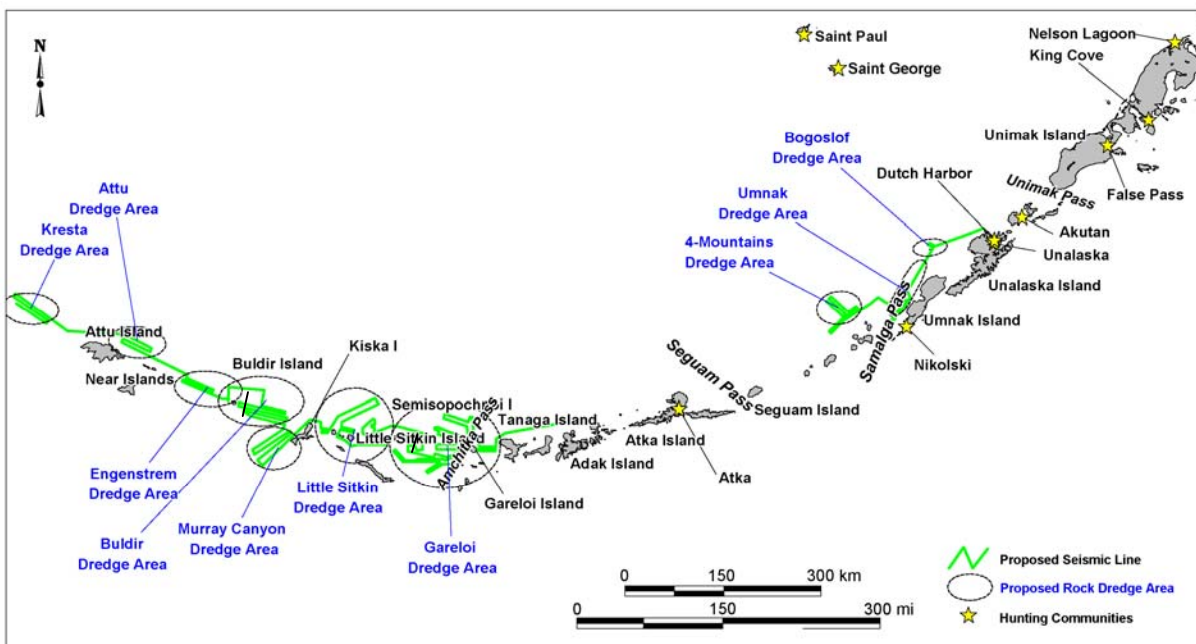 N
Saint Paul
Saint George
Nelson Lagoon
King Cove
Unimak Island
False Pass
Unimak Pass
Akutan
Dutch Harbor
Unalaska
Unalaska Island
Bogoslof
Dredge Area
Umnak
Dredge Area
4-Mountains
Dredge Area
Samalga Pass
Umnak Island
Nikolski
Attu
Dredge Area
Kresta
Dredge Area
Attu Island
Near Islands
Buldir Island
Kiska I
Semisopochnoi I
Little Sitkin Island
Amchitka Pass
Tanaga Island
Gareloi Island
Adak Island
Atka Island
Atka
Seguam Pass
Seguam Island
Engenstrem
Dredge Area
Buldir
Dredge Area
Murray Canyon
Dredge Area
Little Sitkin
Dredge Area
Gareloi
Dredge Area
0 150 300 km
0 150 300 mi
Proposed Seismic Line
Proposed Rock Dredge Area
Hunting Communities